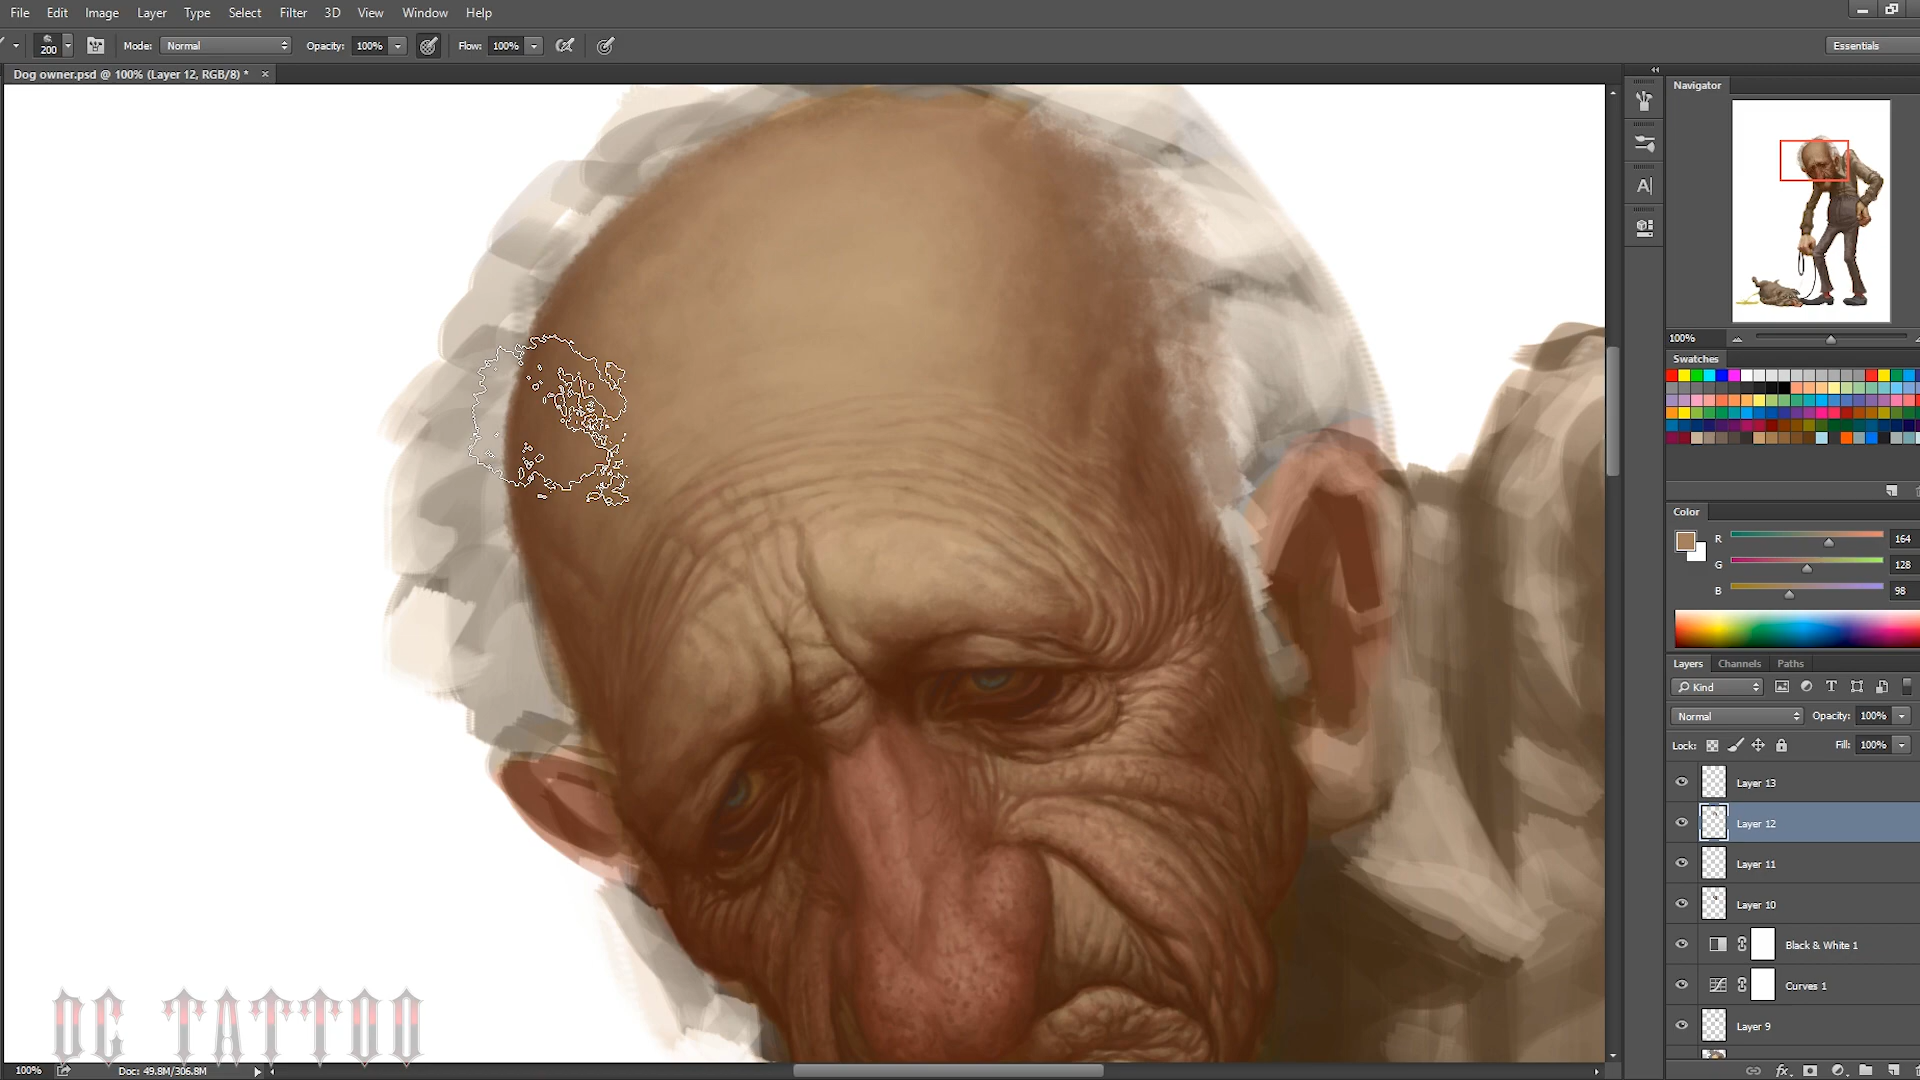 File Edit Image Layer Type Select Filter 3D View Window Help
200 Mode: Normal Opacity: 100% Flow: 100% Essentials
Dog owner.psd @ 100% (Layer 12, RGB/8) * ×
Navigator
100%
Swatches
Color
R 164
G 128
B 98
Layers Channels Paths
Kind T
Normal Opacity: 100%
Lock: Fill: 100%
Layer 13
Layer 12
Layer 11
Layer 10
Black & White 1
Curves 1
Layer 9
fx
OC TATTOO
100% Doc: 49.8M/306.8M